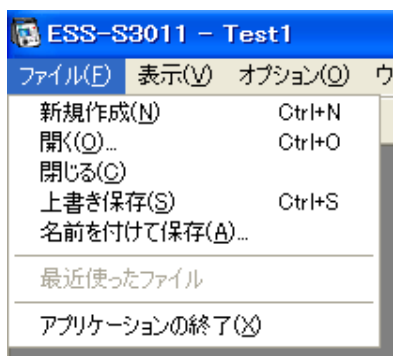 ESS-S3011 - Test1
ファイル(F) 表示(V) オプション(O) ウ
新規作成(N) Ctrl+N
開く(O)... Ctrl+O
閉じる(C)
上書き保存(S) Ctrl+S
名前を付けて保存(A)...
最近使ったファイル
アプリケーションの終了(X)